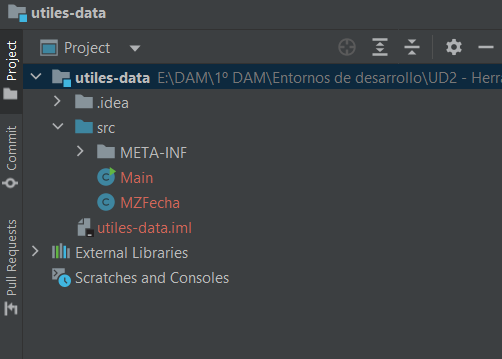 utiles-data
Project
utiles-data E:\DAM\1º DAM\Entornos de desarrollo\UD2 - Herra
.idea
src
META-INF
Main
MZFecha
utiles-data.iml
External Libraries
Scratches and Consoles
Project
Commit
Pull Requests